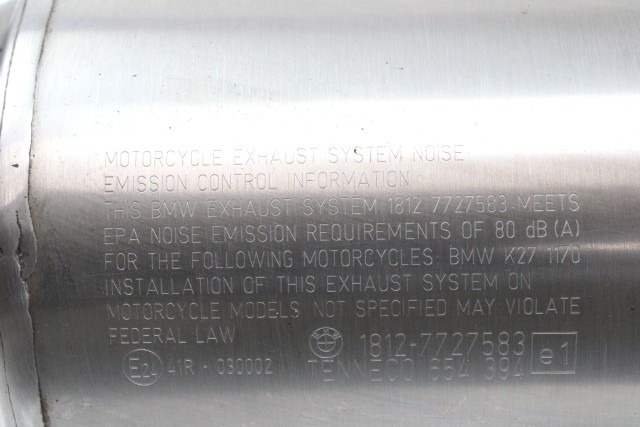 MOTORCYCLE EXHAUST SYSTEM NOISE
EMISSION CONTROL INFORMATION
THIS BMW EXHAUST SYSTEM 1812 7727583 MEETS
EPA NOISE EMISSION REQUIREMENTS OF 80 dB (A)
FOR THE FOLLOWING MOTORCYCLES: BMW K27 1170
INSTALLATION OF THIS EXHAUST SYSTEM ON
MOTORCYCLE MODELS NOT SPECIFIED MAY VIOLATE
FEDERAL LAW
1812-7727583 e1
41R - 030002 TENNECO 654 394